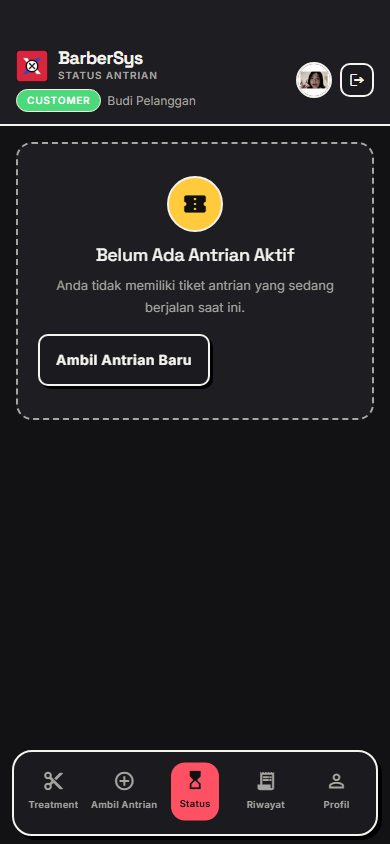 BarberSys
STATUS ANTRIAN
CUSTOMER Budi Pelanggan
Belum Ada Antrian Aktif
Anda tidak memiliki tiket antrian yang sedang
berjalan saat ini.
Ambil Antrian Baru
Treatment Ambil Antrian Status Riwayat Profil